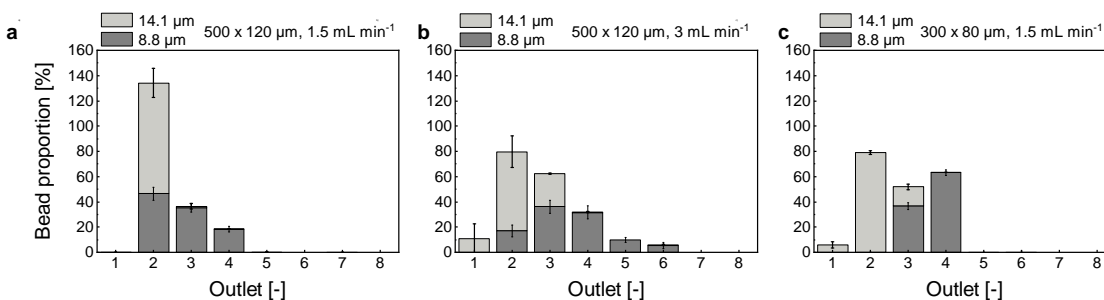 14.1 µm
8.8 µm
500 x 120 µm, 1.5 mL min⁻¹
a
160
140
120
100
80
60
40
20
0
Bead proportion [%]
1 2 3 4 5 6 7 8
Outlet [-]
14.1 µm
8.8 µm
500 x 120 µm, 3 mL min⁻¹
b
160
140
120
100
80
60
40
20
0
1 2 3 4 5 6 7 8
Outlet [-]
14.1 µm
8.8 µm
300 x 80 µm, 1.5 mL min⁻¹
c
160
140
120
100
80
60
40
20
0
1 2 3 4 5 6 7 8
Outlet [-]